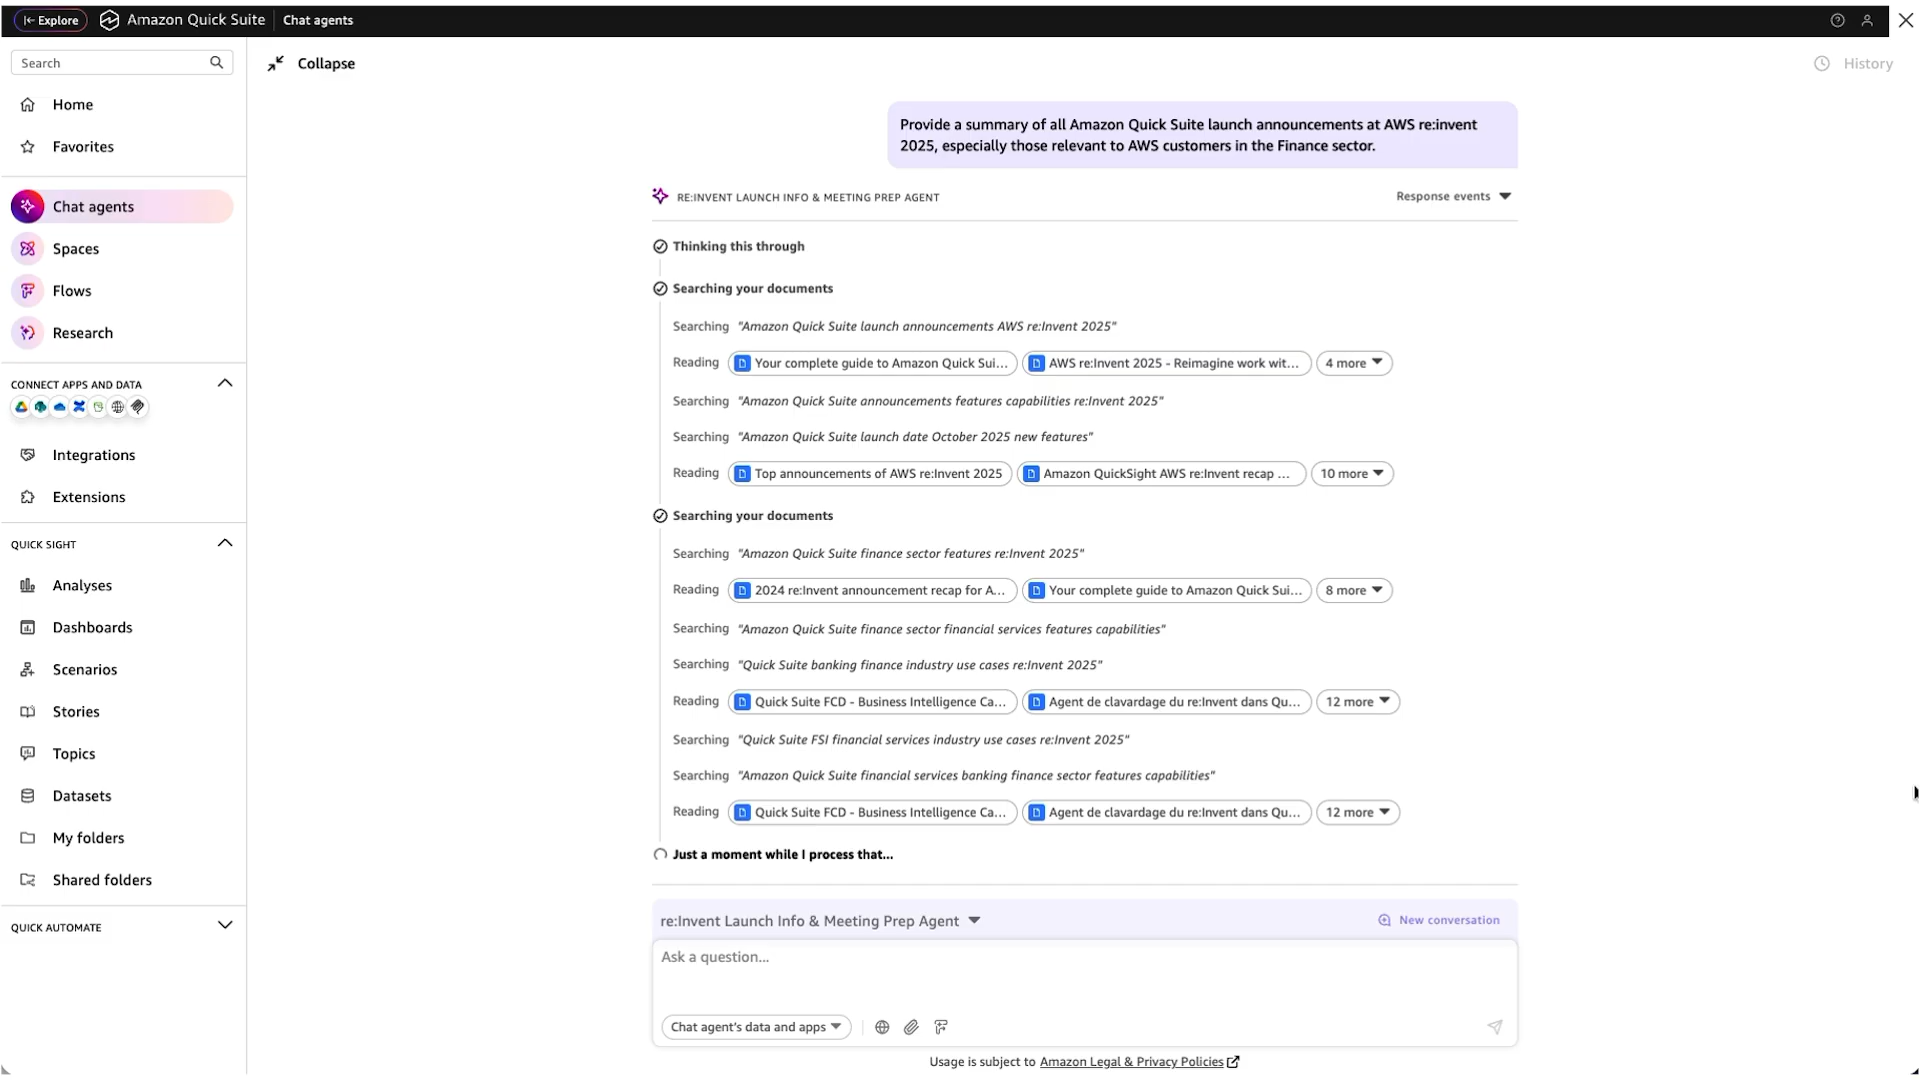 Explore
Amazon Quick Suite
Chat agents
Search
Home
Favorites
Chat agents
Spaces
Flows
Research
CONNECT APPS AND DATA
Integrations
Extensions
QUICK SIGHT
Analyses
Dashboards
Scenarios
Stories
Topics
Datasets
My folders
Shared folders
QUICK AUTOMATE
Collapse
History
Provide a summary of all Amazon Quick Suite launch announcements at AWS re:invent
2025, especially those relevant to AWS customers in the Finance sector.
RE:INVENT LAUNCH INFO & MEETING PREP AGENT
Response events
Thinking this through
Searching your documents
Searching "Amazon Quick Suite launch announcements AWS re:Invent 2025"
Reading Your complete guide to Amazon Quick Sui... AWS re:Invent 2025 - Reimagine work wit... 4 more
Searching "Amazon Quick Suite announcements features capabilities re:Invent 2025"
Searching "Amazon Quick Suite launch date October 2025 new features"
Reading Top announcements of AWS re:Invent 2025 Amazon QuickSight AWS re:Invent recap ... 10 more
Searching your documents
Searching "Amazon Quick Suite finance sector features re:Invent 2025"
Reading 2024 re:Invent announcement recap for A... Your complete guide to Amazon Quick Sui... 8 more
Searching "Amazon Quick Suite finance sector financial services features capabilities"
Searching "Quick Suite banking finance industry use cases re:Invent 2025"
Reading Quick Suite FCD - Business Intelligence Ca... Agent de clavardage du re:Invent dans Qu... 12 more
Searching "Quick Suite FSI financial services industry use cases re:Invent 2025"
Searching "Amazon Quick Suite financial services banking finance sector features capabilities"
Reading Quick Suite FCD - Business Intelligence Ca... Agent de clavardage du re:Invent dans Qu... 12 more
Just a moment while I process that...
re:Invent Launch Info & Meeting Prep Agent
New conversation
Ask a question...
Chat agent's data and apps
Usage is subject to Amazon Legal & Privacy Policies